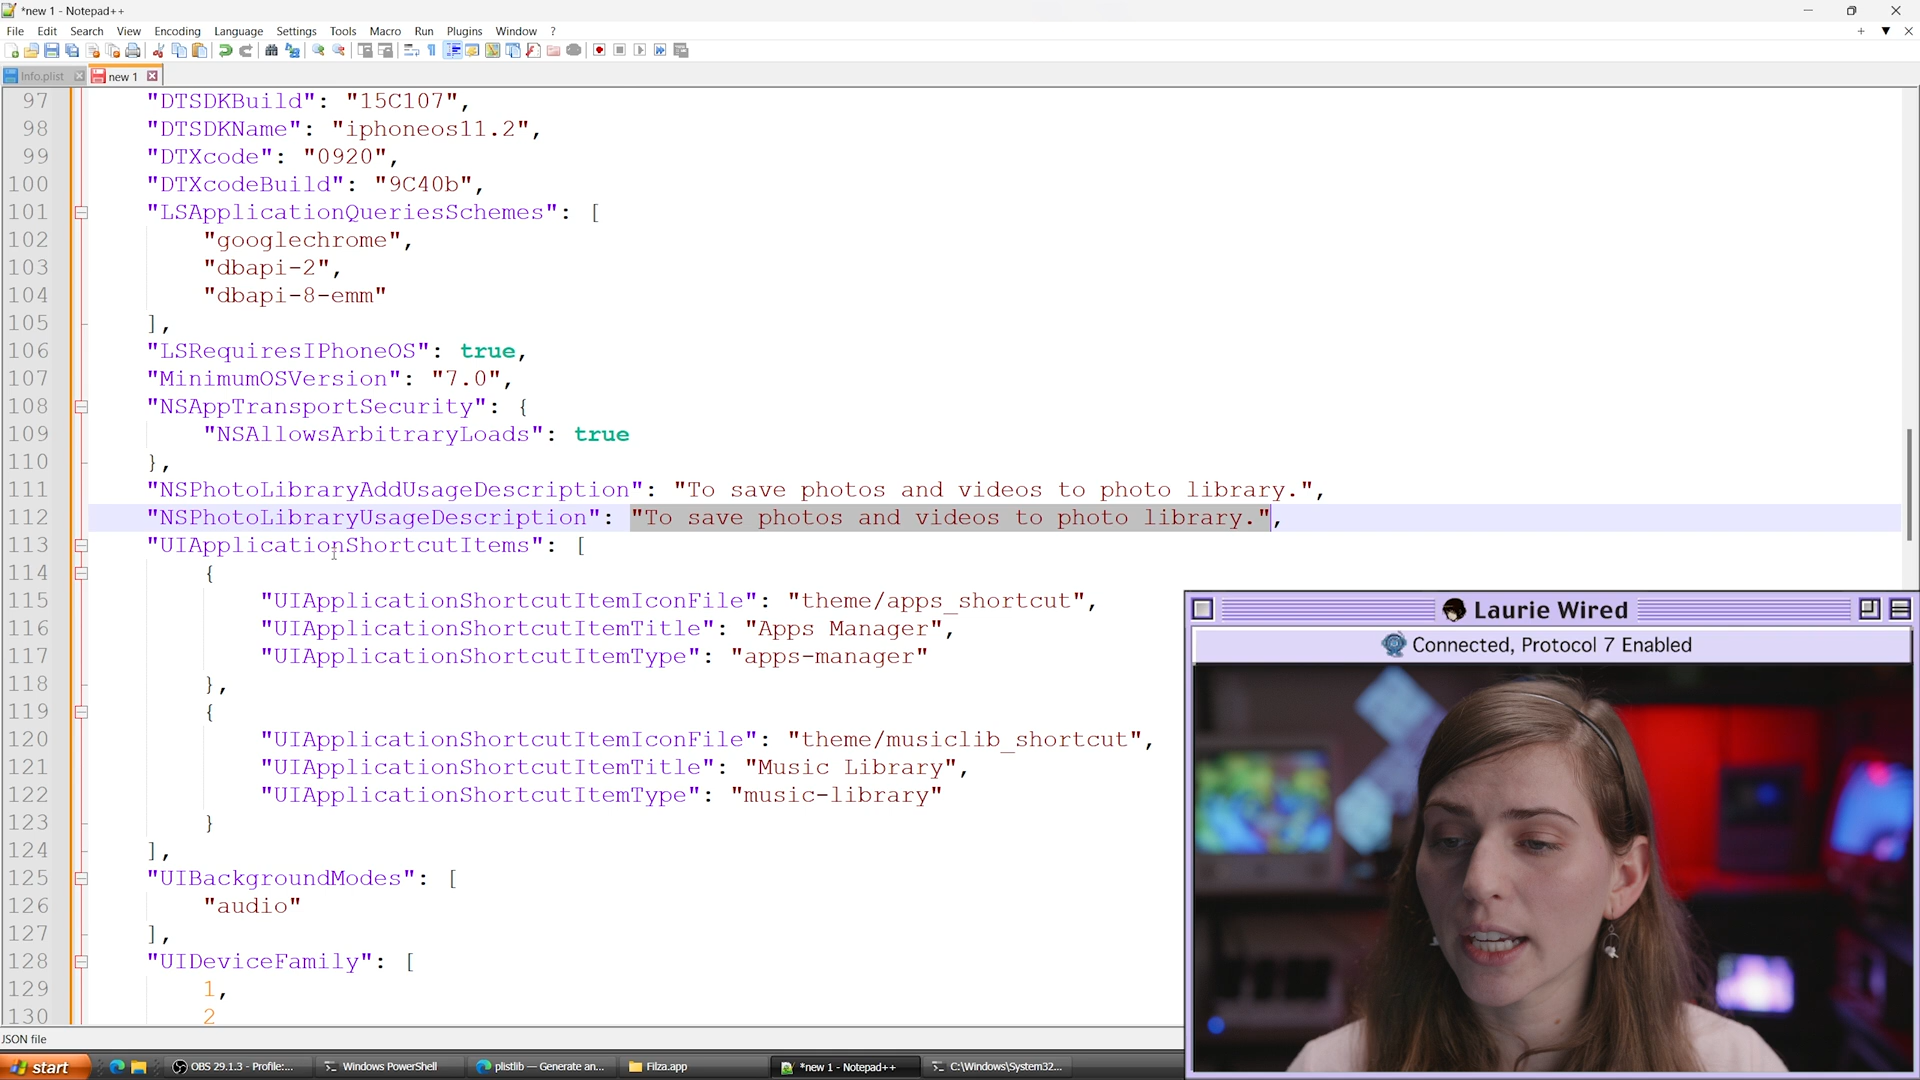 *new 1 - Notepad++
File Edit Search View Encoding Language Settings Tools Macro Run Plugins Window ?
Info.plist new 1
97 "DTSDKBuild": "15C107",
98 "DTSDKName": "iphoneos11.2",
99 "DTXcode": "0920",
100 "DTXcodeBuild": "9C40b",
101 "LSApplicationQueriesSchemes": [
102 "googlechrome",
103 "dbapi-2",
104 "dbapi-8-emm"
105 ],
106 "LSRequiresIPhoneOS": true,
107 "MinimumOSVersion": "7.0",
108 "NSAppTransportSecurity": {
109 "NSAllowsArbitraryLoads": true
110 },
111 "NSPhotoLibraryAddUsageDescription": "To save photos and videos to photo library.",
112 "NSPhotoLibraryUsageDescription": "To save photos and videos to photo library.",
113 "UIApplicationShortcutItems": [
114 {
115 "UIApplicationShortcutItemIconFile": "theme/apps_shortcut",
116 "UIApplicationShortcutItemTitle": "Apps Manager",
117 "UIApplicationShortcutItemType": "apps-manager"
118 },
119 {
120 "UIApplicationShortcutItemIconFile": "theme/musiclib_shortcut",
121 "UIApplicationShortcutItemTitle": "Music Library",
122 "UIApplicationShortcutItemType": "music-library"
123 }
124 ],
125 "UIBackgroundModes": [
126 "audio"
127 ],
128 "UIDeviceFamily": [
129 1,
130 2
Laurie Wired
Connected, Protocol 7 Enabled
JSON file
start OBS 29.1.3 - Profile:... Windows PowerShell plistlib — Generate an... Filza.app *new 1 - Notepad++ C:\Windows\System32...